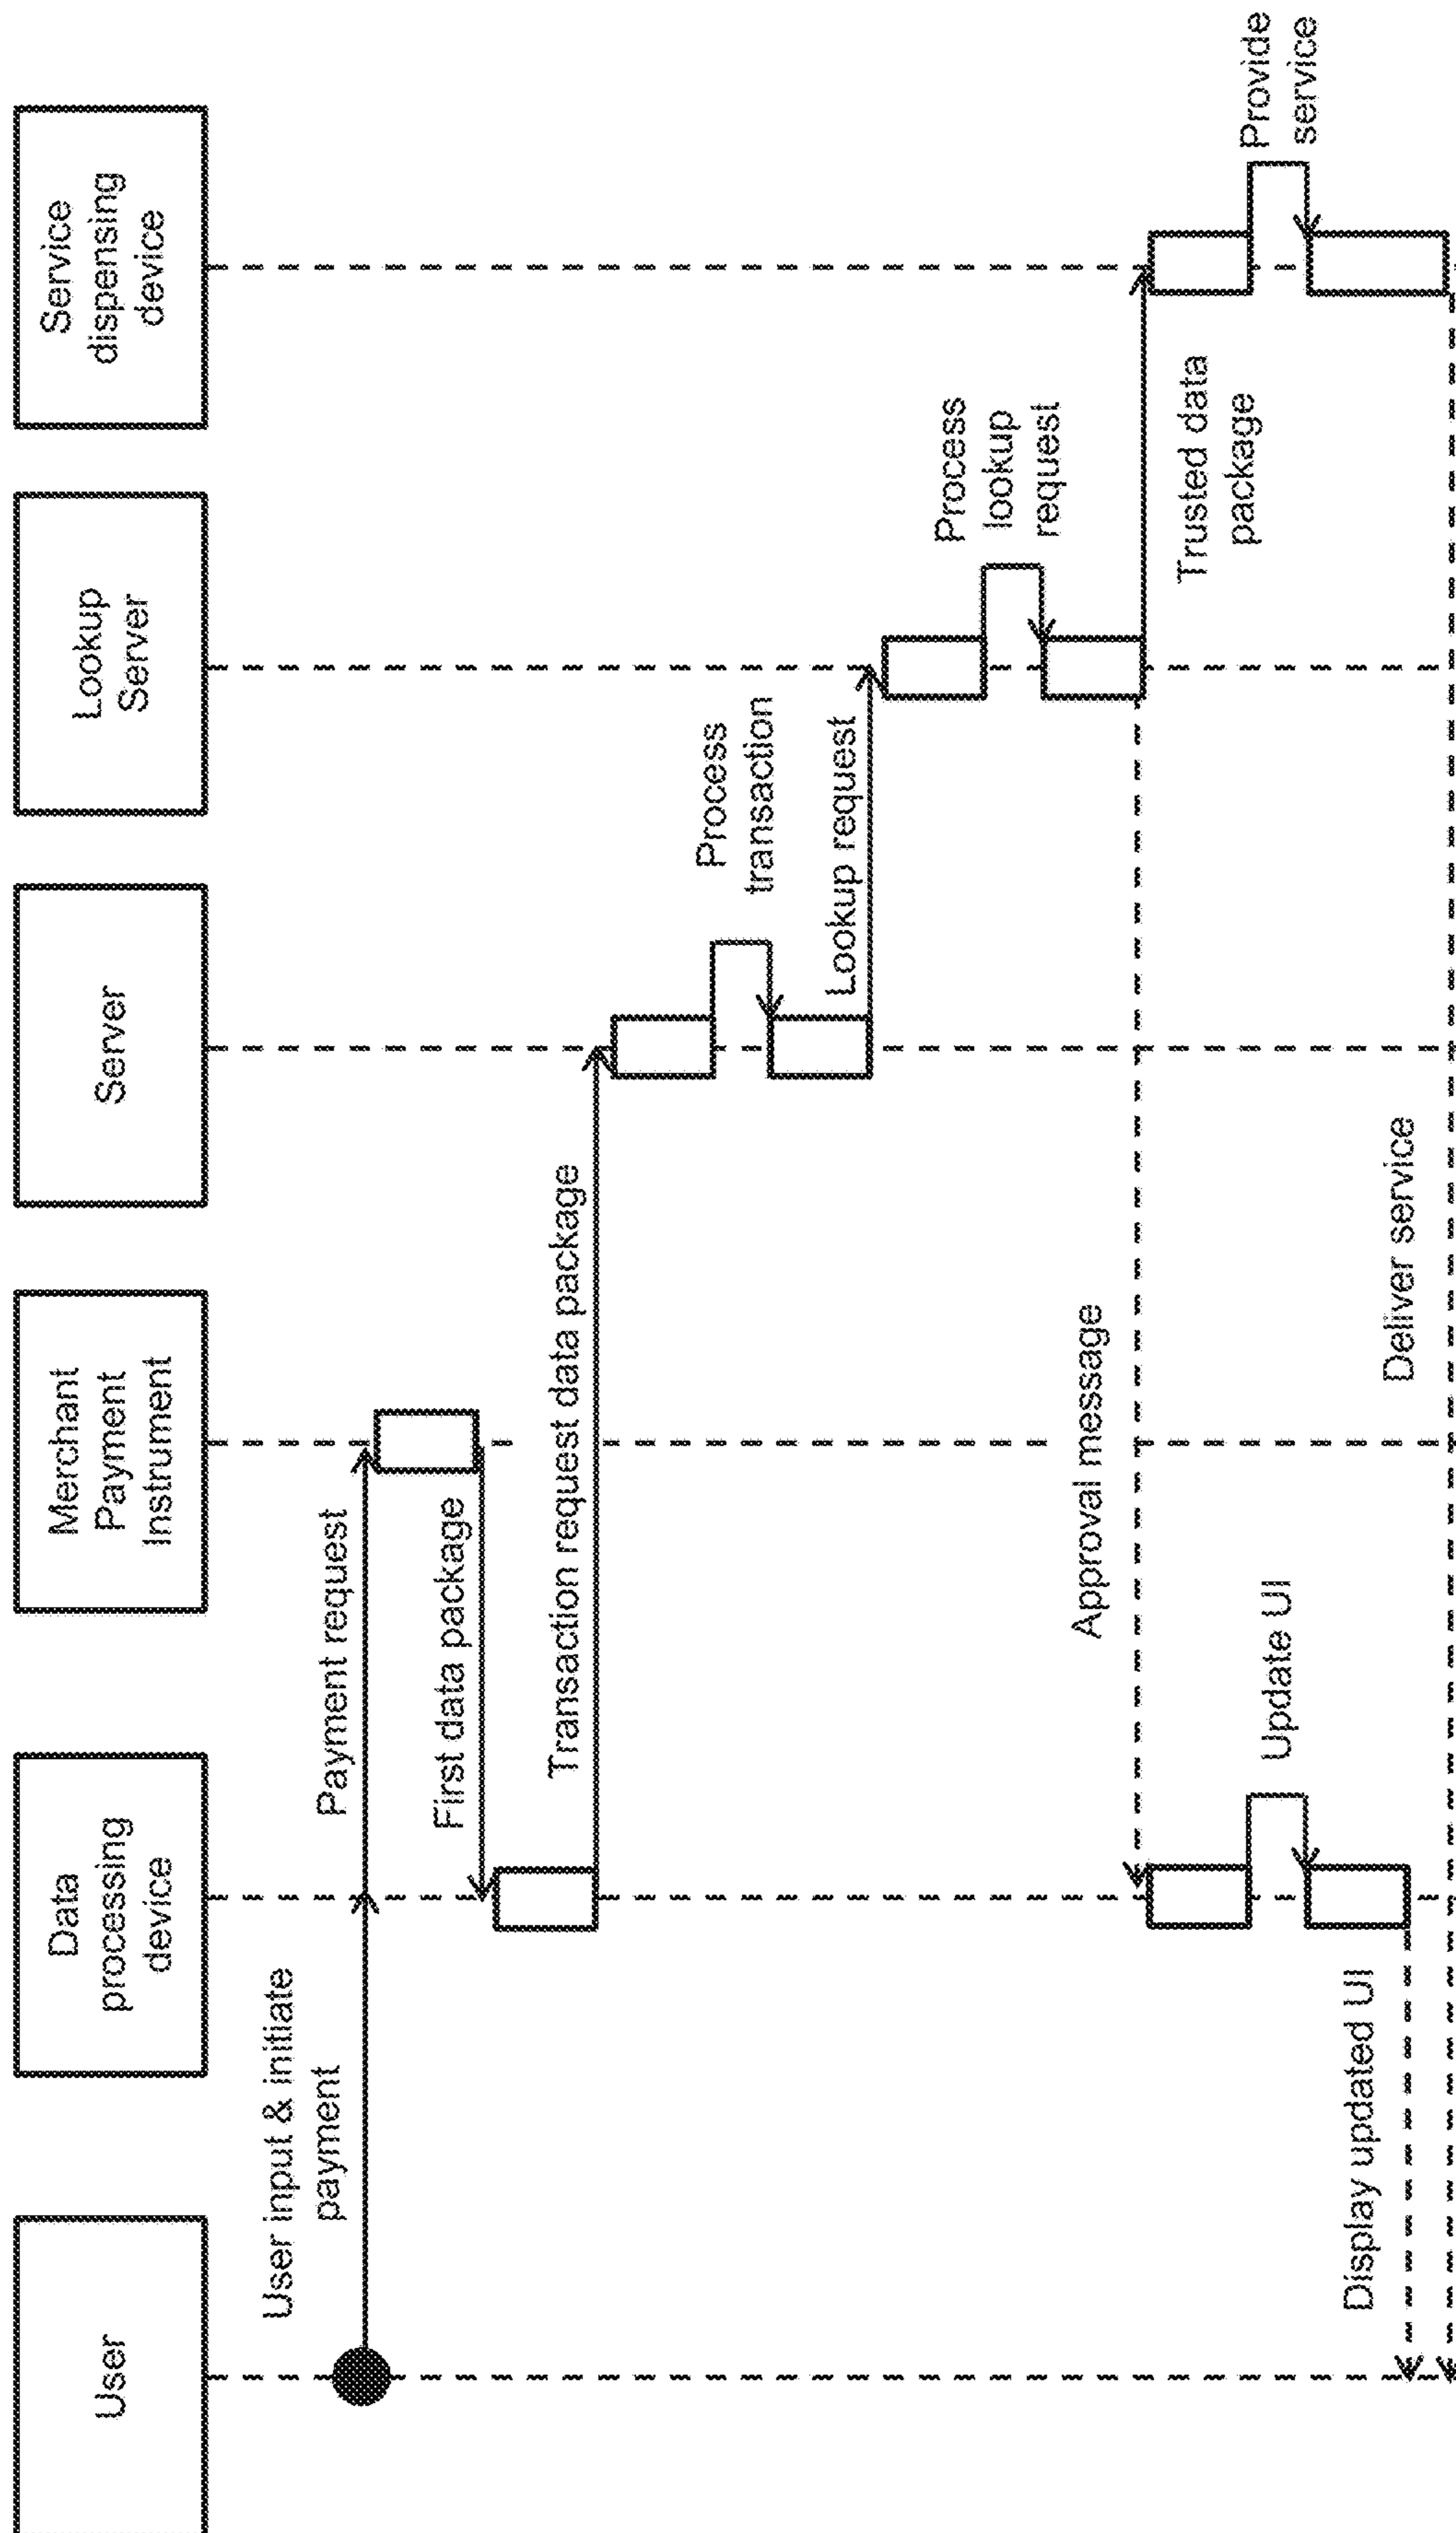 User
Data
processing
device
Merchant
Payment
Instrument
Server
Lookup
Server
Service
dispensing
device
User input & initiate
payment
Payment request
First data package
Transaction request data package
Process
transaction
Lookup request
Process
lookup
request
Approval message
Trusted data
package
Update UI
Provide
service
Display updated UI
Deliver service